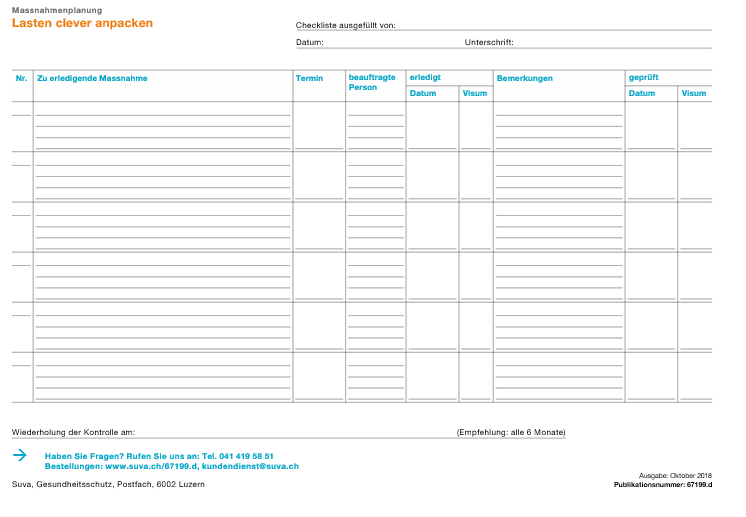 Massnahmenplanung
Lasten clever anpacken
Checkliste ausgefüllt von:
Datum: Unterschrift:
Nr. Zu erledigende Massnahme Termin beauftragte Person erledigt Bemerkungen geprüft
Datum Visum Datum Visum
Wiederholung der Kontrolle am: (Empfehlung: alle 6 Monate)
Haben Sie Fragen? Rufen Sie uns an: Tel. 041 419 58 51
Bestellungen: www.suva.ch/67199.d, kundendienst@suva.ch
Suva, Gesundheitsschutz, Postfach, 6002 Luzern
Ausgabe: Oktober 2018
Publikationsnummer: 67199.d